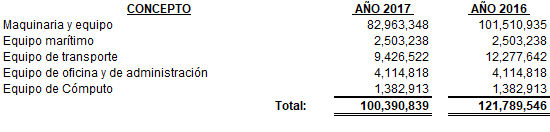 CONCEPTO AÑO 2017 AÑO 2016
Maquinaria y equipo 82,963,348 101,510,935
Equipo marítimo 2,503,238 2,503,238
Equipo de transporte 9,426,522 12,277,642
Equipo de oficina y de administración 4,114,818 4,114,818
Equipo de Cómputo 1,382,913 1,382,913
Total: 100,390,839 121,789,546